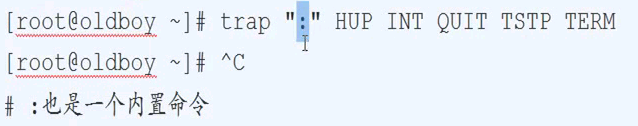 [root@oldboy ~]# trap ":" HUP INT QUIT TSTP TERM
[root@oldboy ~]# ^C
# :也是一个内置命令